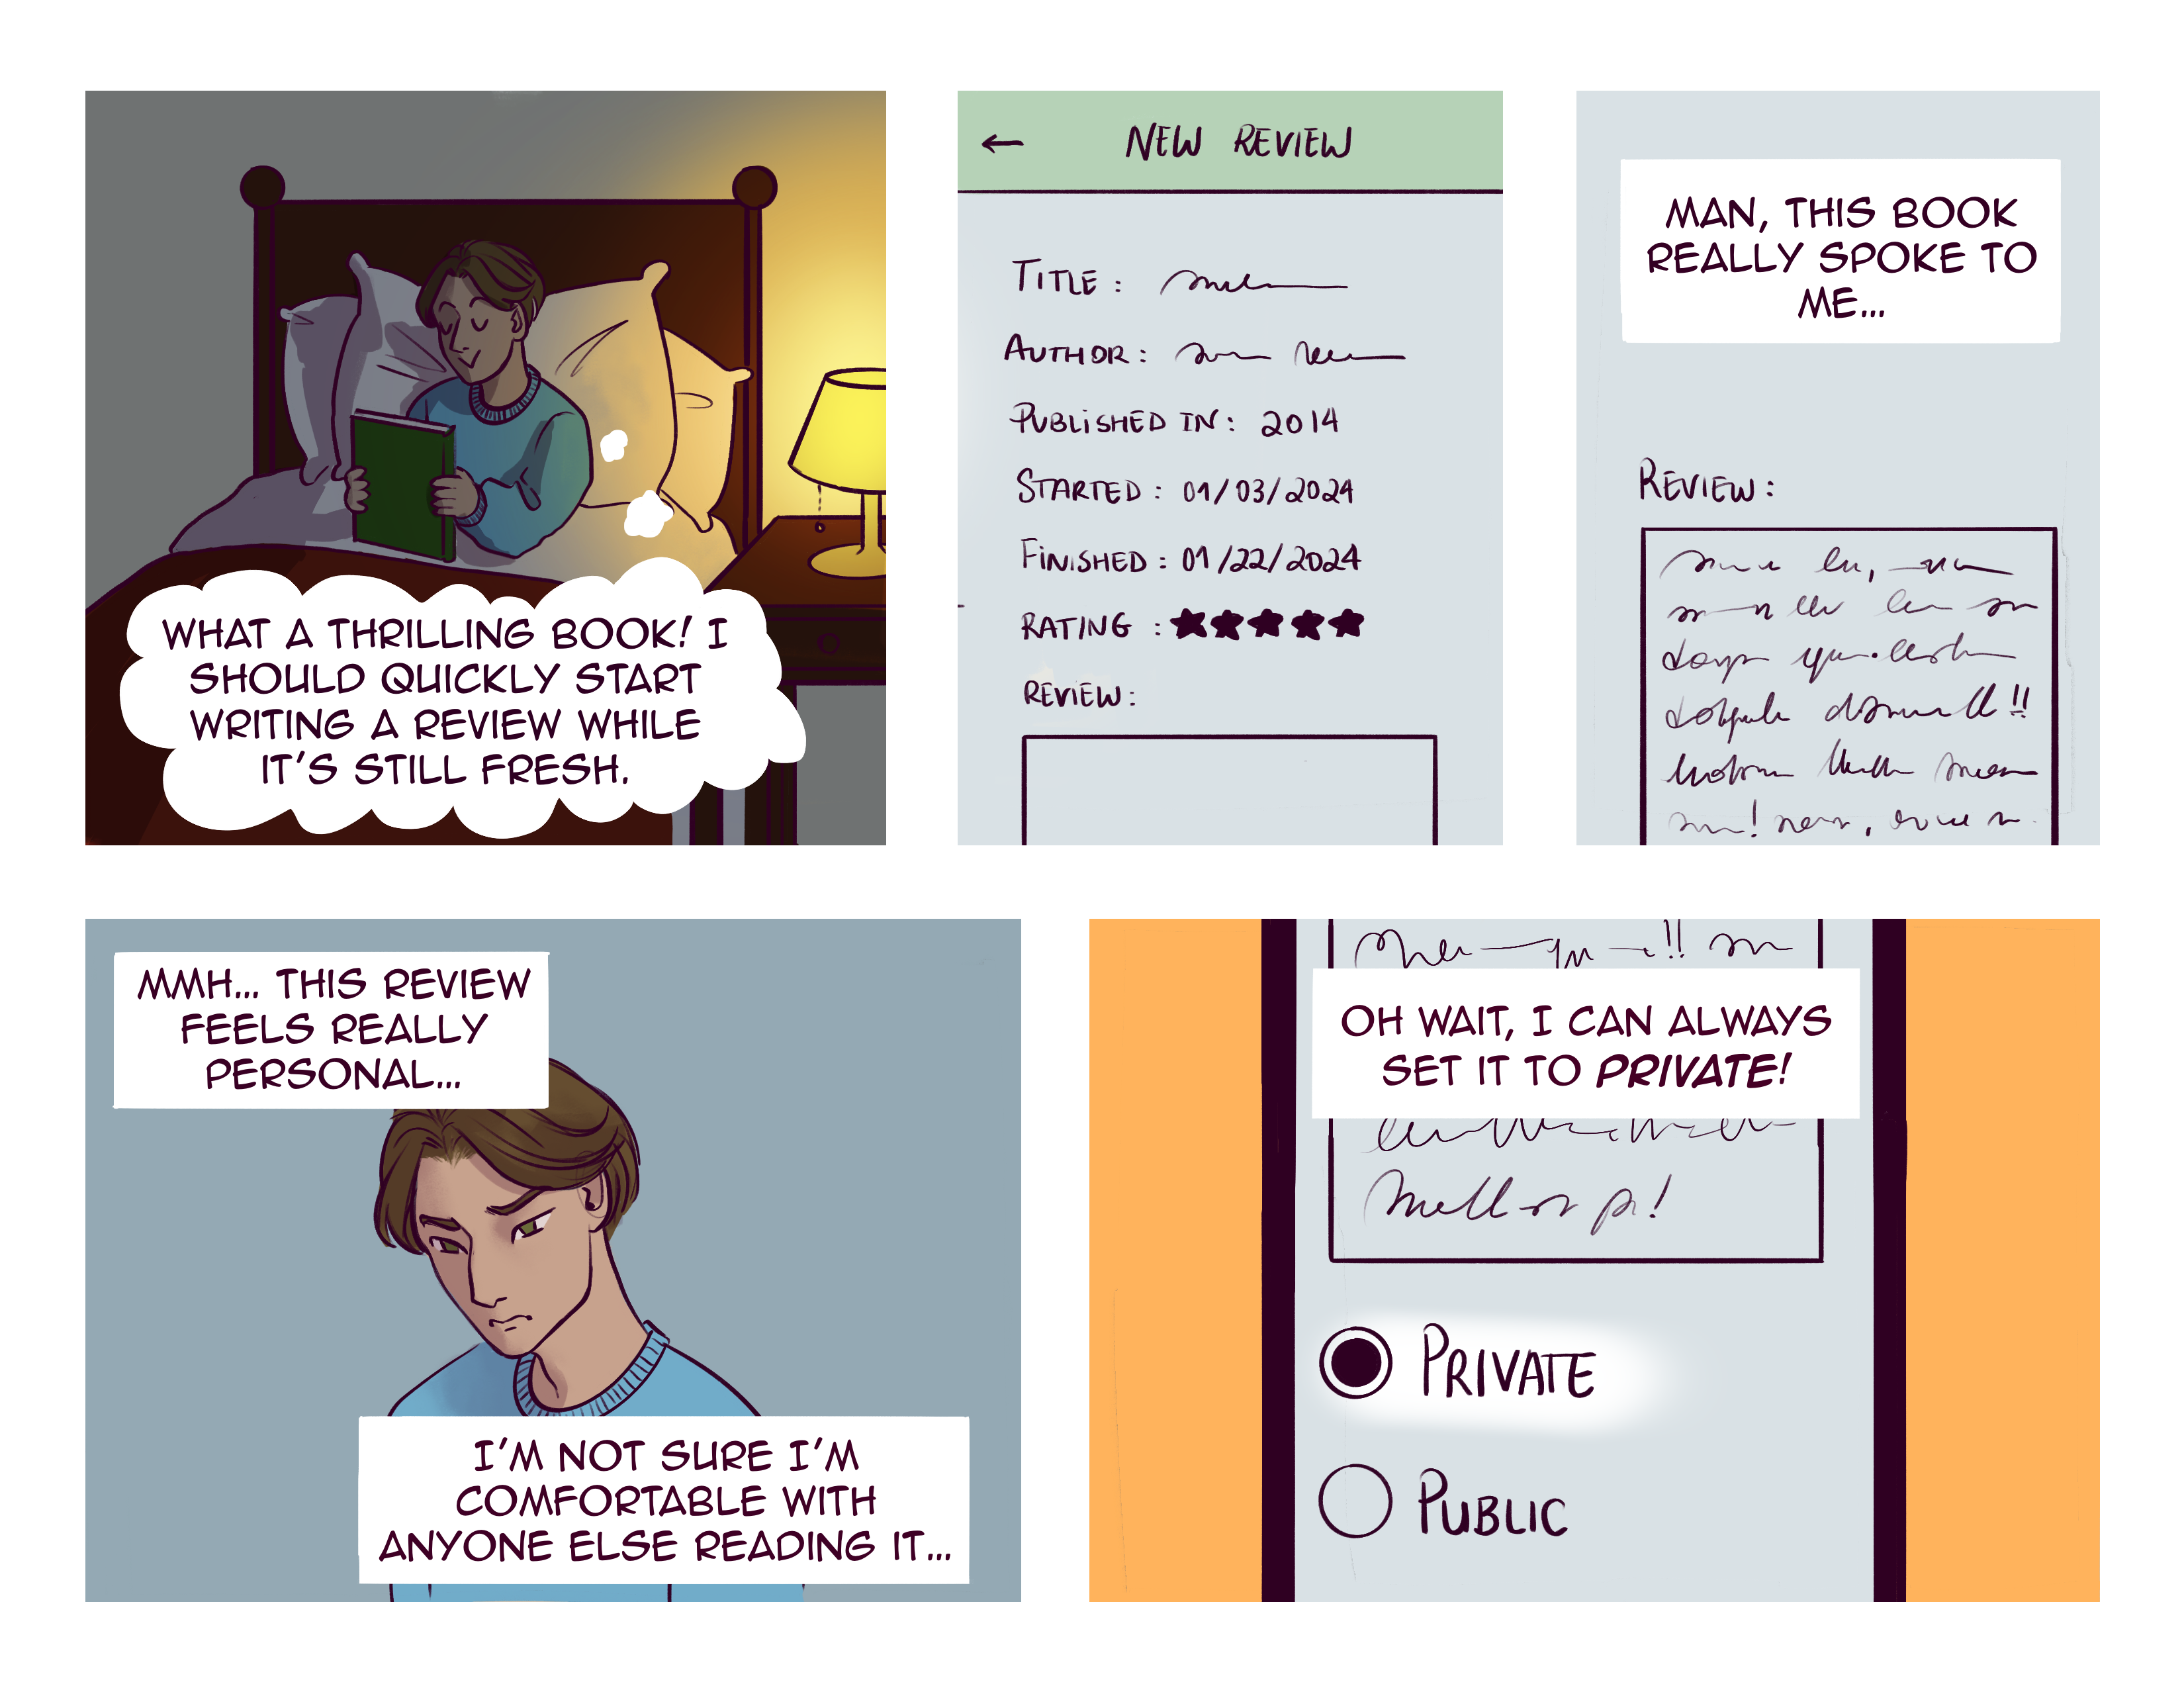 WHAT A THRILLING BOOK! I
SHOULD QUICKLY START
WRITING A REVIEW WHILE
IT'S STILL FRESH.
← NEW REVIEW
TITLE :
AUTHOR :
PUBLISHED IN : 2014
STARTED : 01/03/2024
FINISHED : 01/22/2024
RATING : ★★★★★
REVIEW :
MAN, THIS BOOK
REALLY SPOKE TO
ME...
REVIEW :
MMH... THIS REVIEW
FEELS REALLY
PERSONAL...
I'M NOT SURE I'M
COMFORTABLE WITH
ANYONE ELSE READING IT...
OH WAIT, I CAN ALWAYS
SET IT TO PRIVATE!
PRIVATE
PUBLIC